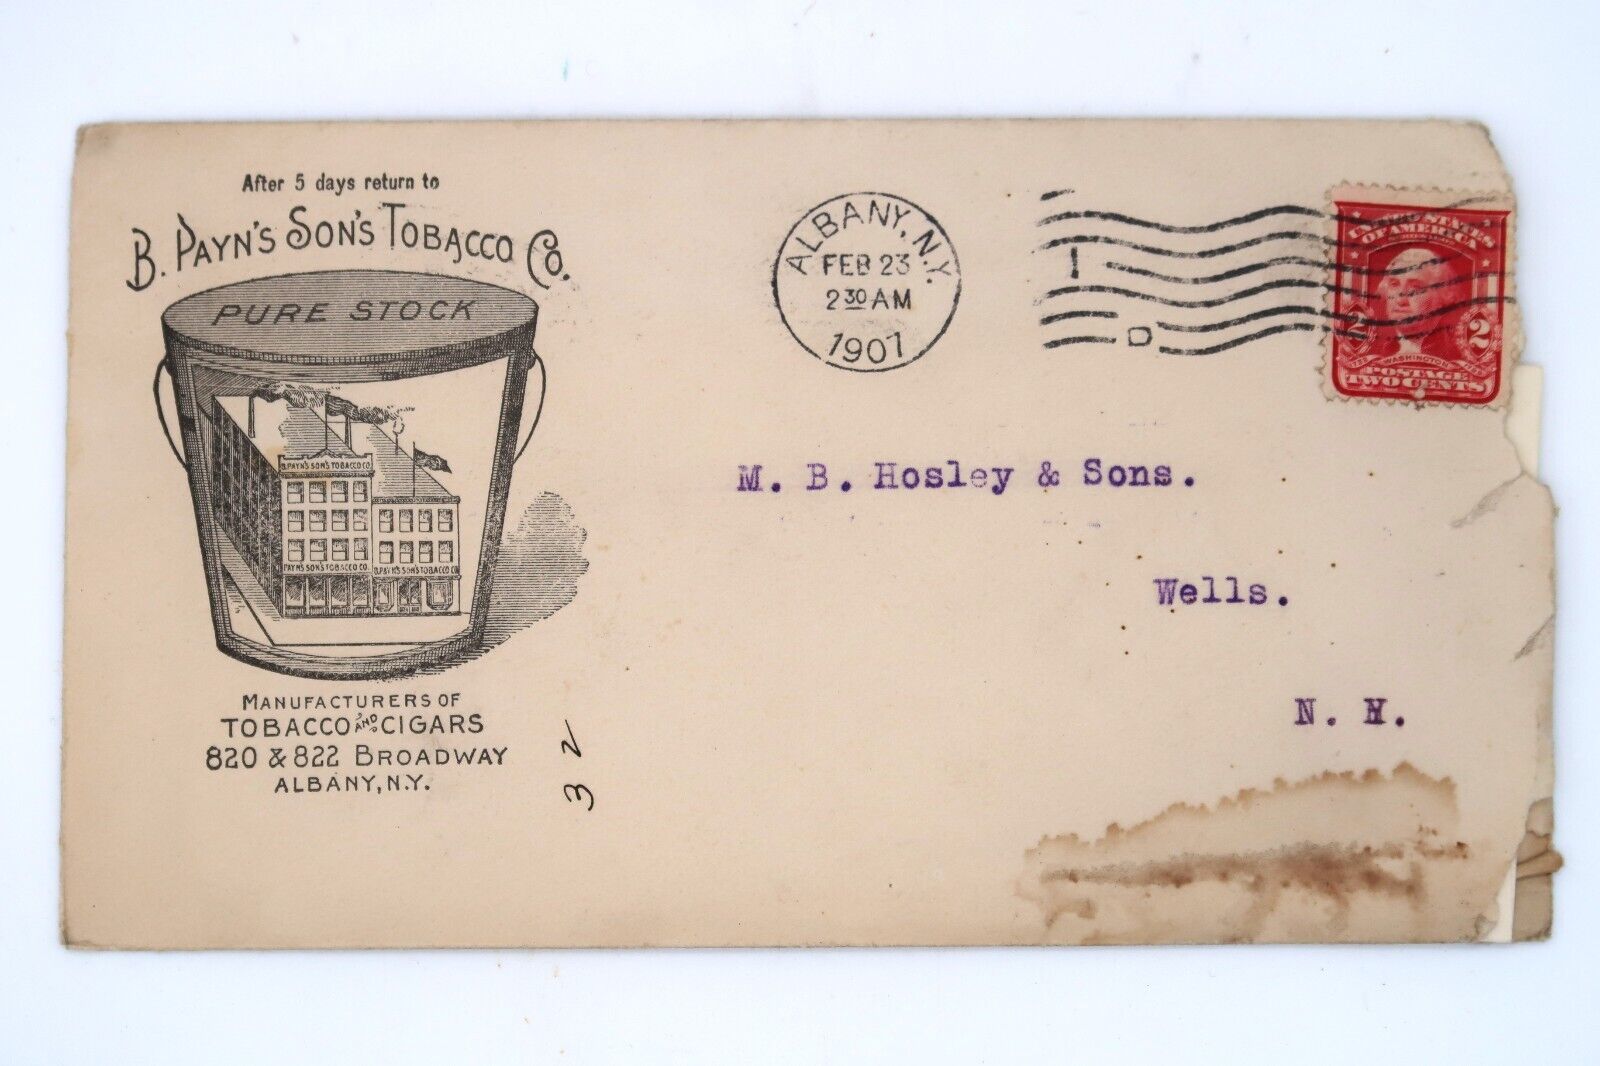 After 5 days return to
B. PAYN'S SON'S TOBACCO CO.
PURE STOCK
B. PAYN'S SON'S TOBACCO CO.
PAYN'S SON'S TOBACCO CO. B. PAYN'S SON'S TOBACCO CO
MANUFACTURERS OF
TOBACCO AND CIGARS
820 & 822 BROADWAY
ALBANY, N.Y.
32
ALBANY, N.Y.
FEB 23
2 30 AM
1907
1
D
UNITED STATES
OF AMERICA
2 2
WASHINGTON
POSTAGE
TWO CENTS
M. B. Hosley & Sons.
Wells.
N. Y.